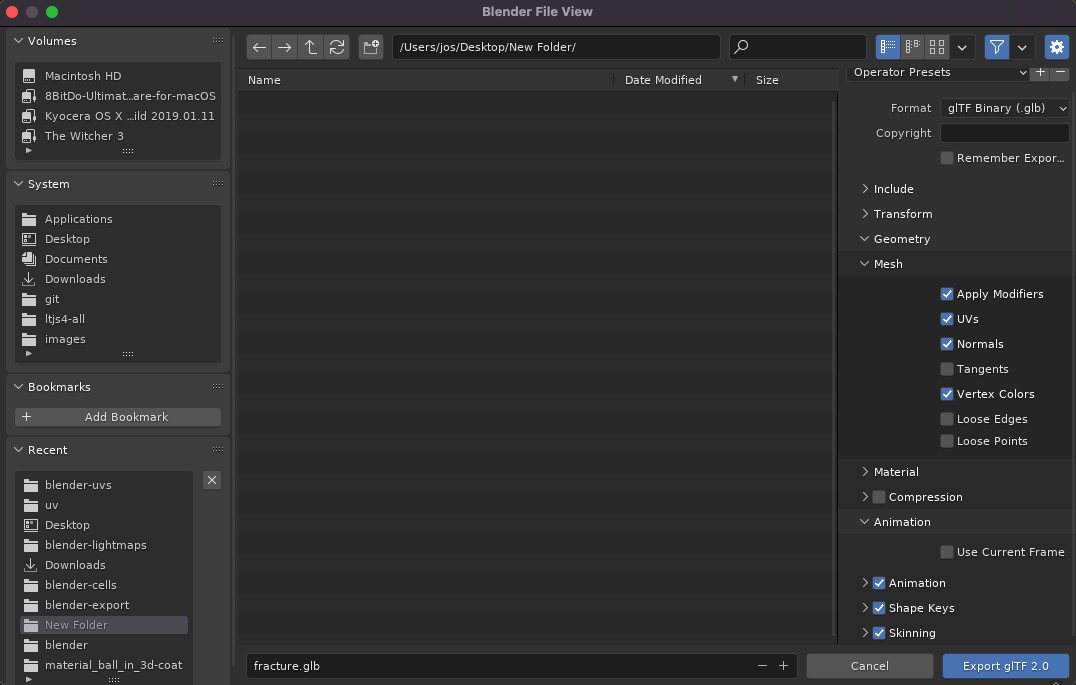 Blender File View
Volumes
Macintosh HD
8BitDo-Ultimat...are-for-macOS
Kyocera OS X ...ild 2019.01.11
The Witcher 3
System
Applications
Desktop
Documents
Downloads
git
ltjs4-all
images
Bookmarks
Add Bookmark
Recent
blender-uvs
uv
Desktop
blender-lightmaps
Downloads
blender-cells
blender-export
New Folder
blender
material_ball_in_3d-coat
/Users/jos/Desktop/New Folder/
Name Date Modified Size
fracture.glb
Operator Presets
Format glTF Binary (.glb)
Copyright
Remember Expor...
Include
Transform
Geometry
Mesh
Apply Modifiers
UVs
Normals
Tangents
Vertex Colors
Loose Edges
Loose Points
Material
Compression
Animation
Use Current Frame
Animation
Shape Keys
Skinning
Cancel
Export glTF 2.0